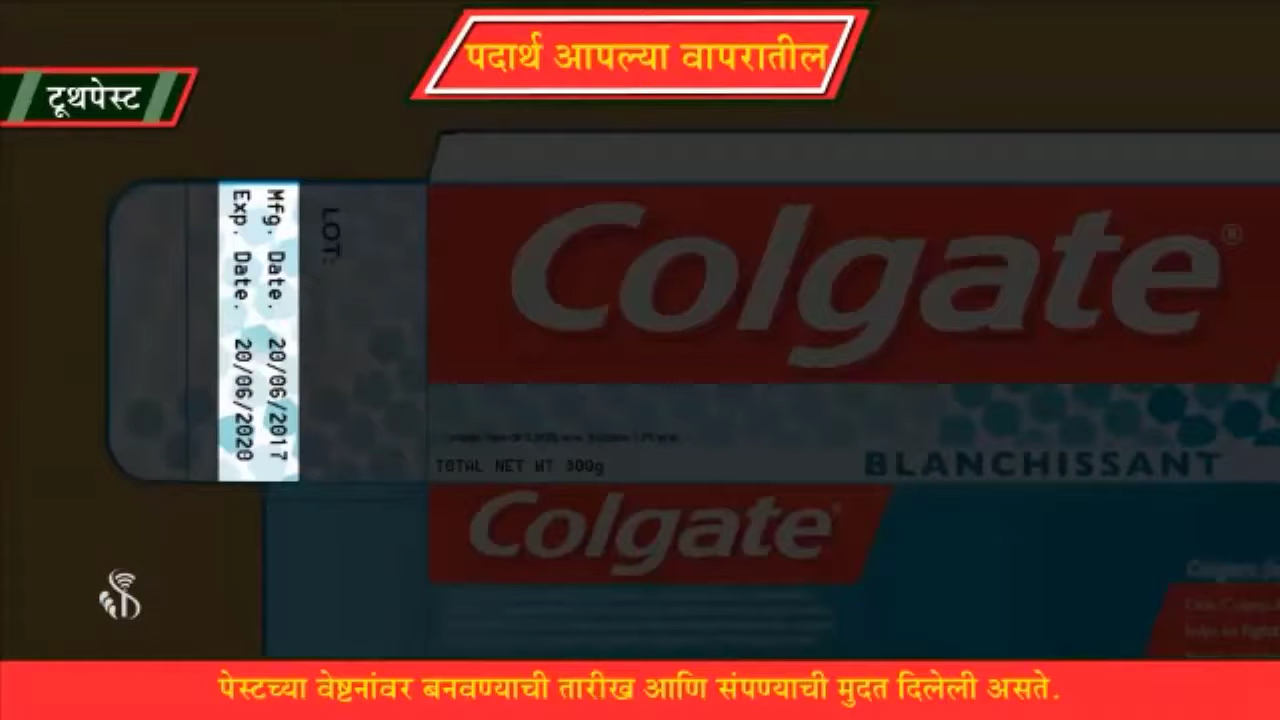 पदार्थ आपल्या वापरातील
टूथपेस्ट
Mfg. Date. 20/06/2017
Exp. Date. 20/06/2020
LOT:
Colgate®
TOTAL NET WT 300g
BLANCHISSANT
Colgate
पेस्टच्या वेष्टनांवर बनवण्याची तारीख आणि संपण्याची मुदत दिलेली असते.